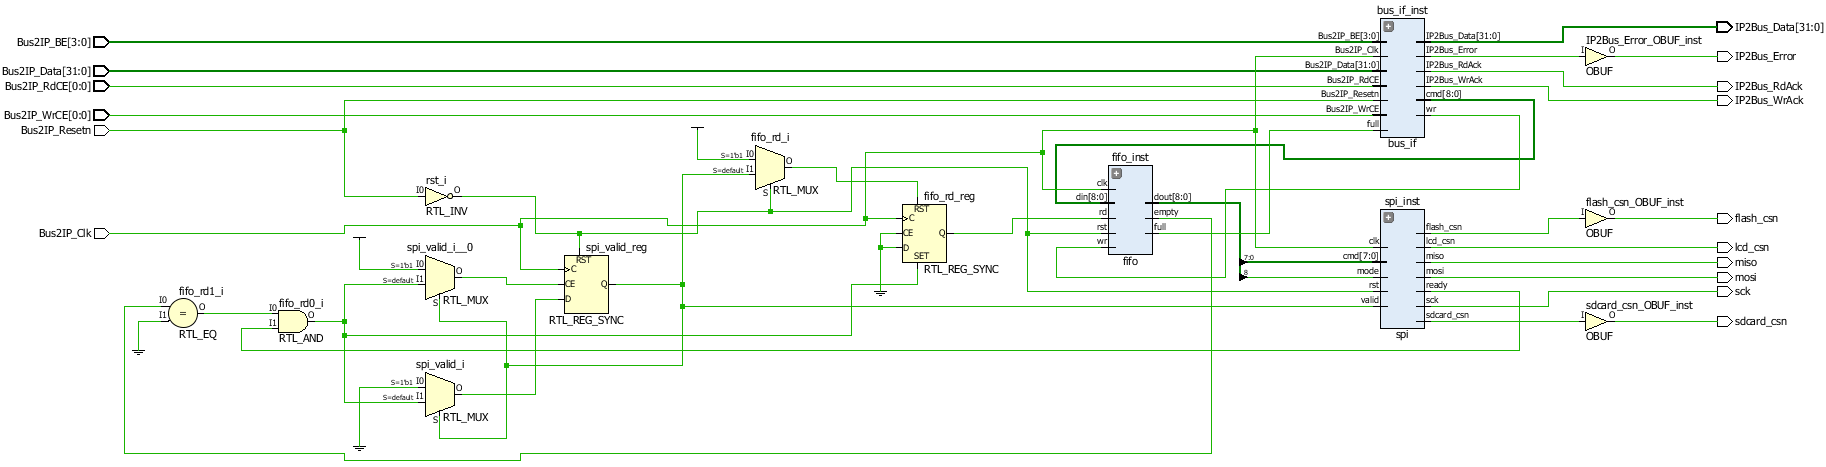 Bus2IP_BE[3:0]
Bus2IP_Data[31:0]
Bus2IP_RdCE[0:0]
Bus2IP_WrCE[0:0]
Bus2IP_Resetn
Bus2IP_Clk
rst_i
I0
O
RTL_INV
fifo_rd1_i
I0
I1
O
=
RTL_EQ
fifo_rd0_i
I0
I1
O
RTL_AND
spi_valid_i__0
S=1'b1
I0
S=default
I1
O
S
RTL_MUX
spi_valid_i
S=1'b1
I0
S=default
I1
O
S
RTL_MUX
spi_valid_reg
RST
C
CE
D
Q
RTL_REG_SYNC
fifo_rd_i
S=1'b1
I0
S=default
I1
O
S
RTL_MUX
fifo_rd_reg
RST
C
CE
D
Q
SET
RTL_REG_SYNC
fifo_inst
clk
din[8:0]
rd
rst
wr
dout[8:0]
empty
full
fifo
7:0
8
bus_if_inst
Bus2IP_BE[3:0]
Bus2IP_Clk
Bus2IP_Data[31:0]
Bus2IP_RdCE
Bus2IP_Resetn
Bus2IP_WrCE
full
IP2Bus_Data[31:0]
IP2Bus_Error
IP2Bus_RdAck
IP2Bus_WrAck
cmd[8:0]
wr
bus_if
spi_inst
clk
cmd[7:0]
mode
rst
valid
flash_csn
lcd_csn
miso
mosi
ready
sck
sdcard_csn
spi
IP2Bus_Error_OBUF_inst
I
O
OBUF
flash_csn_OBUF_inst
I
O
OBUF
sdcard_csn_OBUF_inst
I
O
OBUF
IP2Bus_Data[31:0]
IP2Bus_Error
IP2Bus_RdAck
IP2Bus_WrAck
flash_csn
lcd_csn
miso
mosi
sck
sdcard_csn